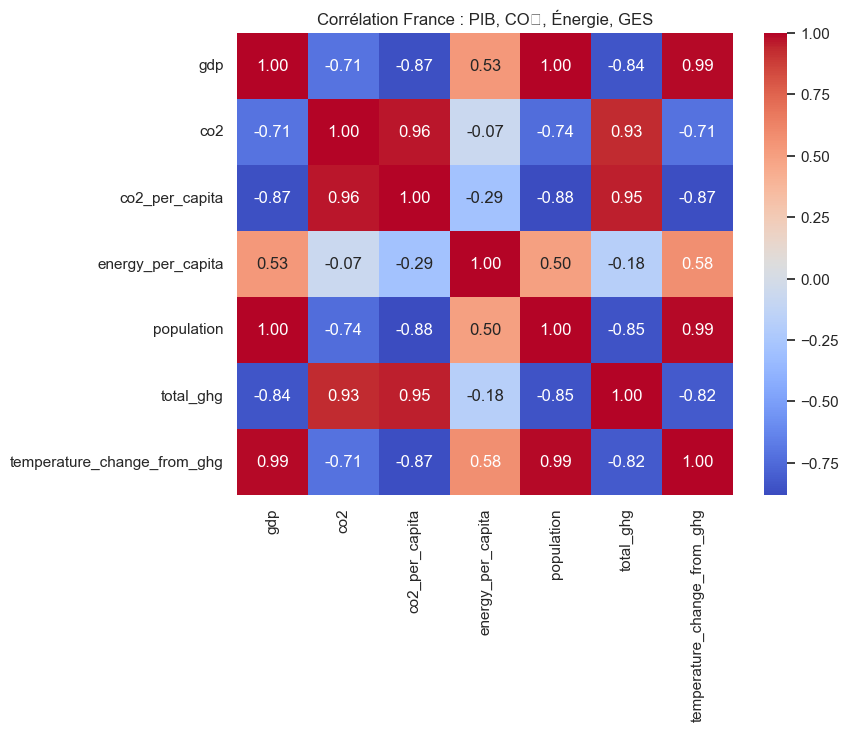 Corrélation France : PIB, CO▯, Énergie, GES
gdp 1.00 -0.71 -0.87 0.53 1.00 -0.84 0.99
co2 -0.71 1.00 0.96 -0.07 -0.74 0.93 -0.71
co2_per_capita -0.87 0.96 1.00 -0.29 -0.88 0.95 -0.87
energy_per_capita 0.53 -0.07 -0.29 1.00 0.50 -0.18 0.58
population 1.00 -0.74 -0.88 0.50 1.00 -0.85 0.99
total_ghg -0.84 0.93 0.95 -0.18 -0.85 1.00 -0.82
temperature_change_from_ghg 0.99 -0.71 -0.87 0.58 0.99 -0.82 1.00
gdp
co2
co2_per_capita
energy_per_capita
population
total_ghg
temperature_change_from_ghg
1.00
0.75
0.50
0.25
0.00
-0.25
-0.50
-0.75